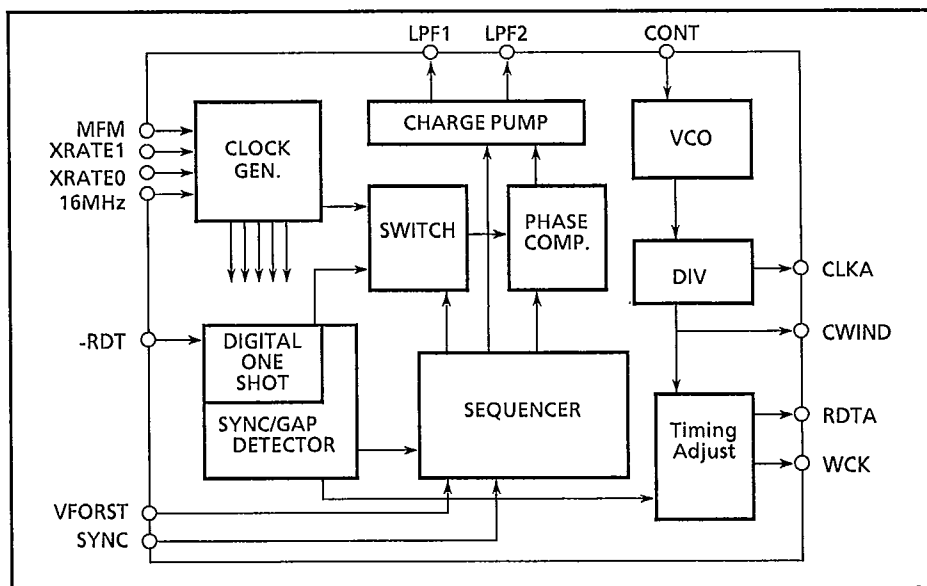 LPF1 LPF2 CONT
MFM
XRATE1
XRATE0
16MHz
CLOCK
GEN.
CHARGE PUMP
VCO
SWITCH
PHASE
COMP.
DIV
CLKA
CWIND
-RDT
DIGITAL
ONE
SHOT
SYNC/GAP
DETECTOR
SEQUENCER
Timing
Adjust
RDTA
WCK
VFORST
SYNC